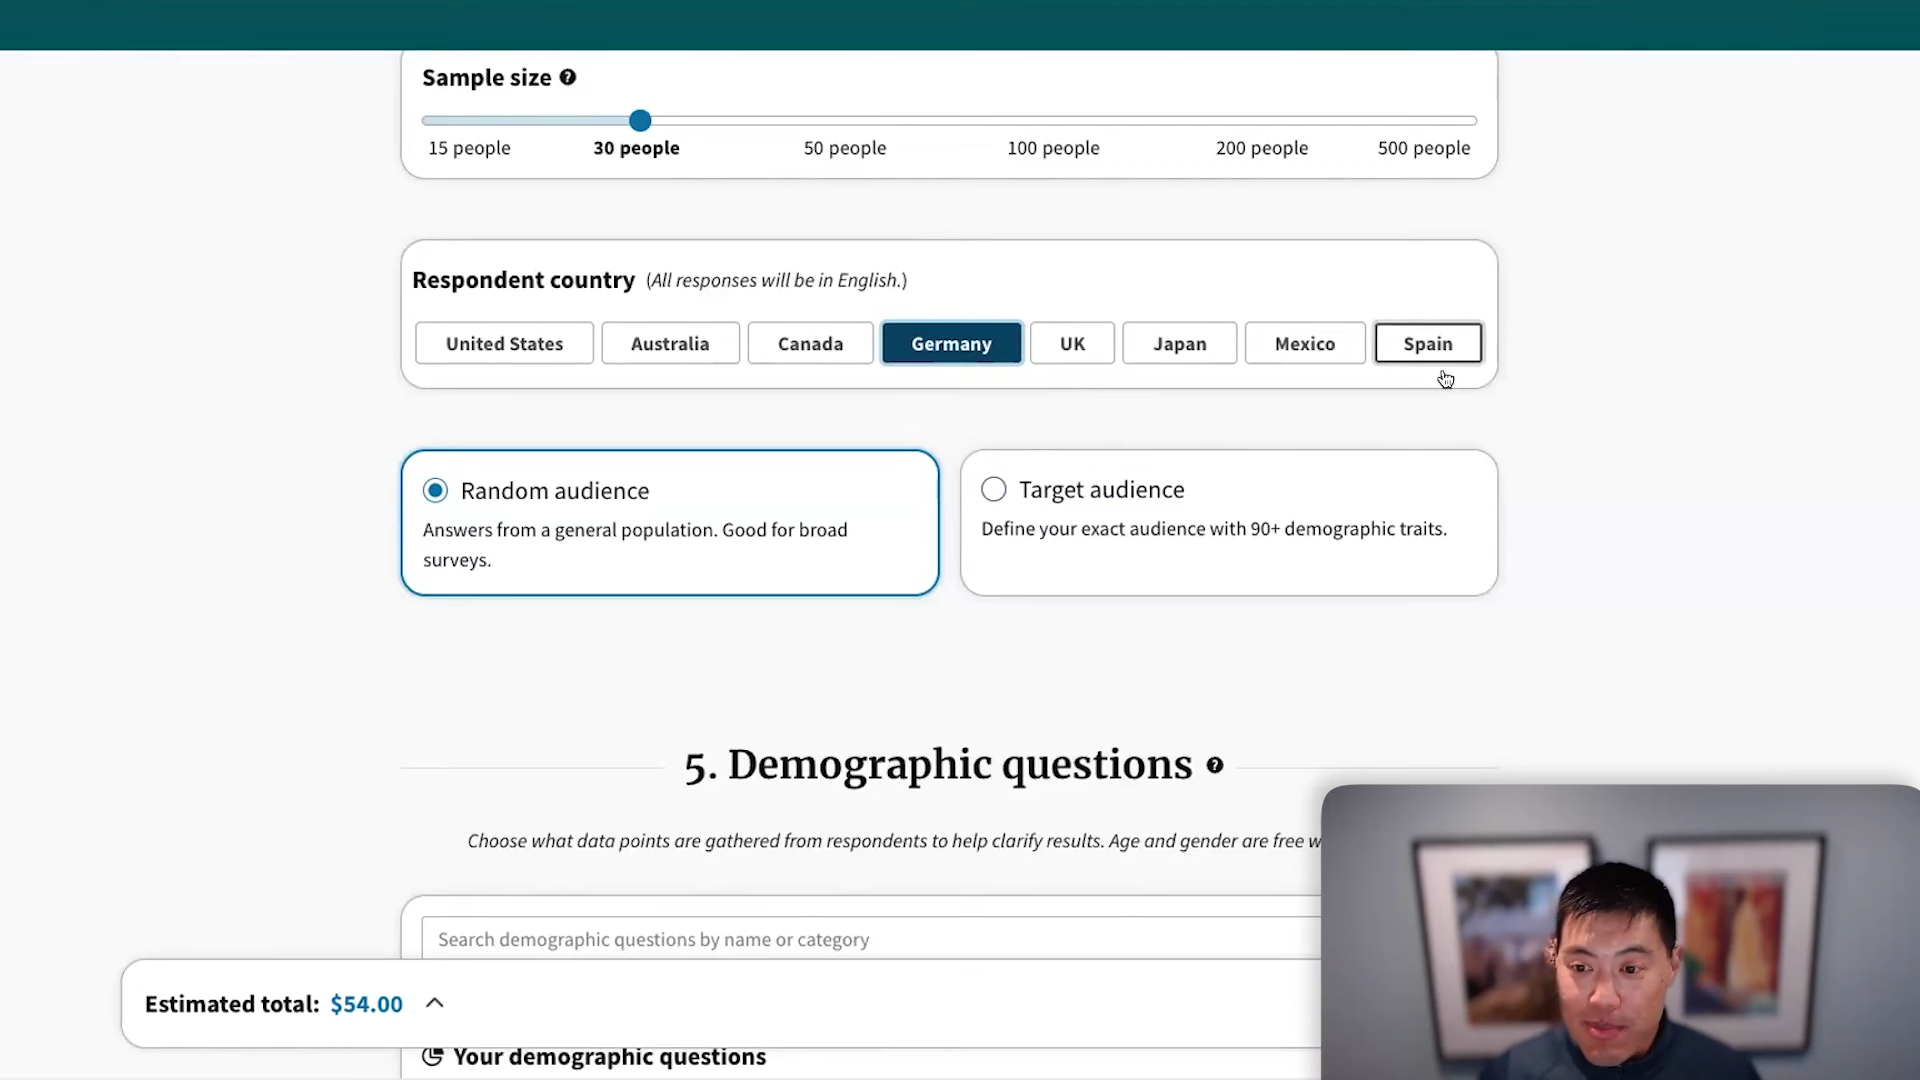 Sample size
15 people 30 people 50 people 100 people 200 people 500 people
Respondent country (All responses will be in English.)
United States Australia Canada Germany UK Japan Mexico Spain
Random audience
Answers from a general population. Good for broad
surveys.
Target audience
Define your exact audience with 90+ demographic traits.
5. Demographic questions
Choose what data points are gathered from respondents to help clarify results. Age and gender are free
Search demographic questions by name or category
Estimated total: $54.00
Your demographic questions